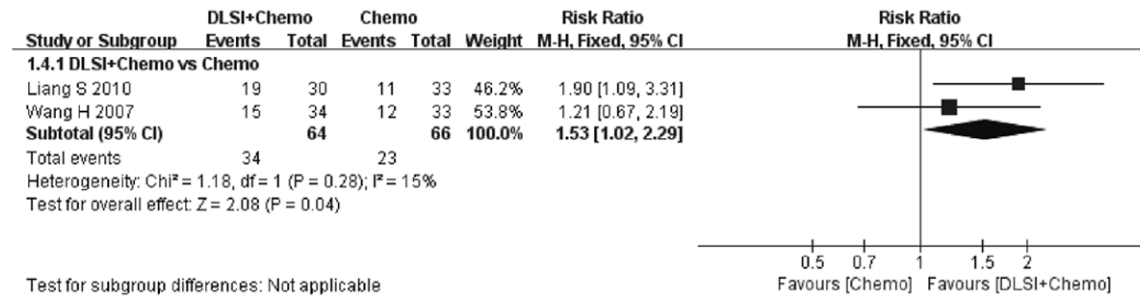 DLSI+Chemo Chemo Risk Ratio Risk Ratio
Study or Subgroup Events Total Events Total Weight M-H, Fixed, 95% CI M-H, Fixed, 95% CI
1.4.1 DLSI+Chemo vs Chemo
Liang S 2010 19 30 11 33 46.2% 1.90 [1.09, 3.31]
Wang H 2007 15 34 12 33 53.8% 1.21 [0.67, 2.19]
Subtotal (95% CI) 64 66 100.0% 1.53 [1.02, 2.29]
Total events 34 23
Heterogeneity: Chi² = 1.18, df = 1 (P = 0.28); I² = 15%
Test for overall effect: Z = 2.08 (P = 0.04)
0.5 0.7 1 1.5 2
Test for subgroup differences: Not applicable Favours [Chemo] Favours [DLSI+Chemo]